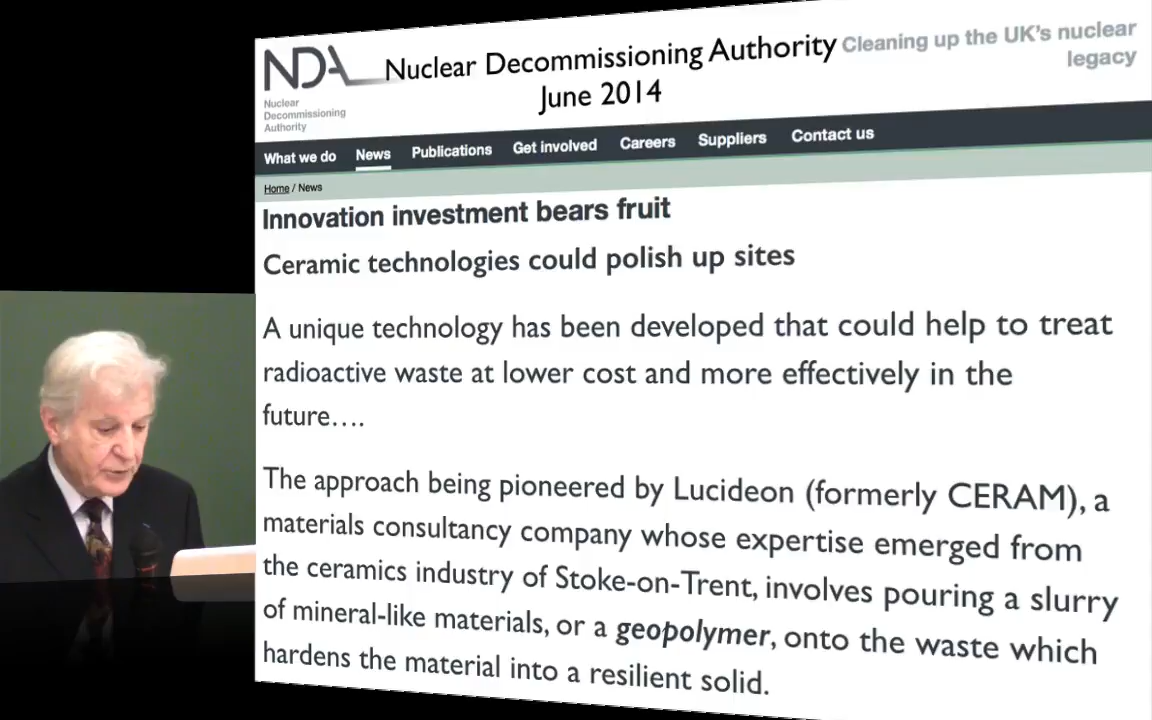 NDA
Nuclear
Decommissioning
Authority
Nuclear Decommissioning Authority
June 2014
Cleaning up the UK's nuclear
legacy
What we do News Publications Get involved Careers Suppliers Contact us
Home / News
Innovation investment bears fruit
Ceramic technologies could polish up sites
A unique technology has been developed that could help to treat
radioactive waste at lower cost and more effectively in the
future….
The approach being pioneered by Lucideon (formerly CERAM), a
materials consultancy company whose expertise emerged from
the ceramics industry of Stoke-on-Trent, involves pouring a slurry
of mineral-like materials, or a geopolymer, onto the waste which
hardens the material into a resilient solid.